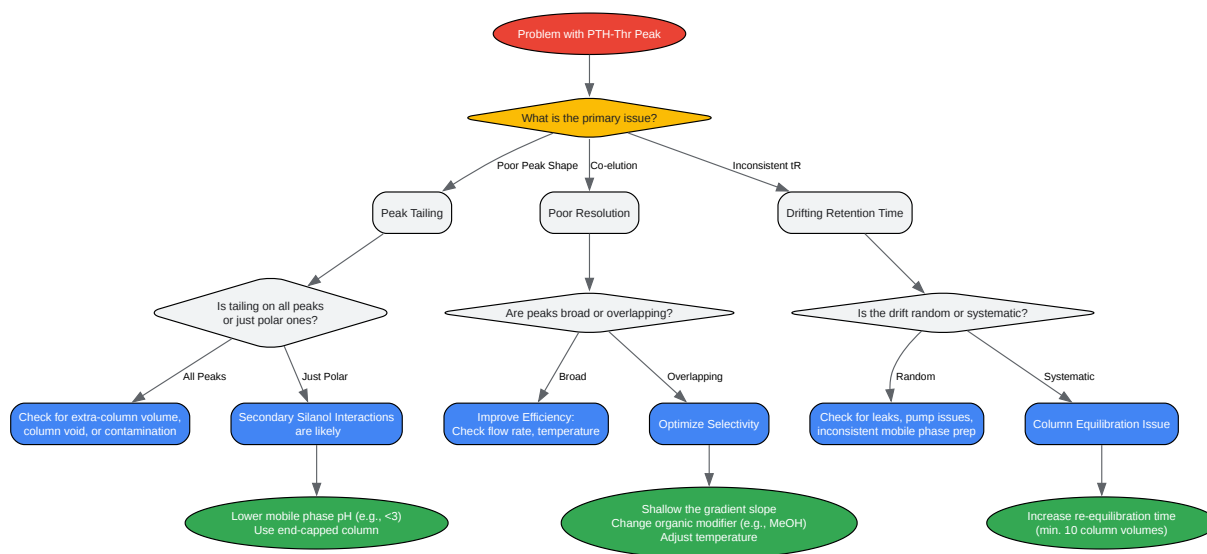 Problem with PTH-Thr Peak
What is the primary issue?
Poor Peak Shape
Co-elution
Inconsistent tR
Peak Tailing
Poor Resolution
Drifting Retention Time
Is tailing on all peaks
or just polar ones?
Are peaks broad or overlapping?
Is the drift random or systematic?
All Peaks
Just Polar
Broad
Overlapping
Random
Systematic
Check for extra-column volume,
column void, or contamination
Secondary Silanol Interactions
are likely
Improve Efficiency:
Check flow rate, temperature
Optimize Selectivity
Check for leaks, pump issues,
inconsistent mobile phase prep
Column Equilibration Issue
Lower mobile phase pH (e.g., <3)
Use end-capped column
Shallow the gradient slope
Change organic modifier (e.g., MeOH)
Adjust temperature
Increase re-equilibration time
(min. 10 column volumes)